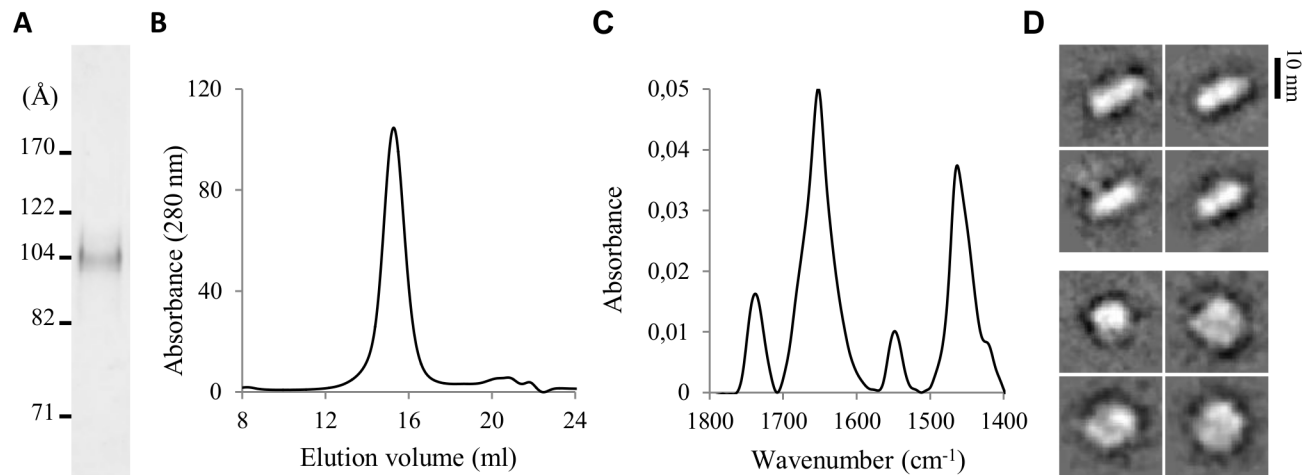 A
(Å)
170
122
104
82
71
B
120
80
40
0
8
12
16
20
24
Absorbance (280 nm)
Elution volume (ml)
C
0,05
0,04
0,03
0,02
0,01
0
1800
1700
1600
1500
1400
Absorbance
Wavenumber (cm⁻¹)
D
10 nm